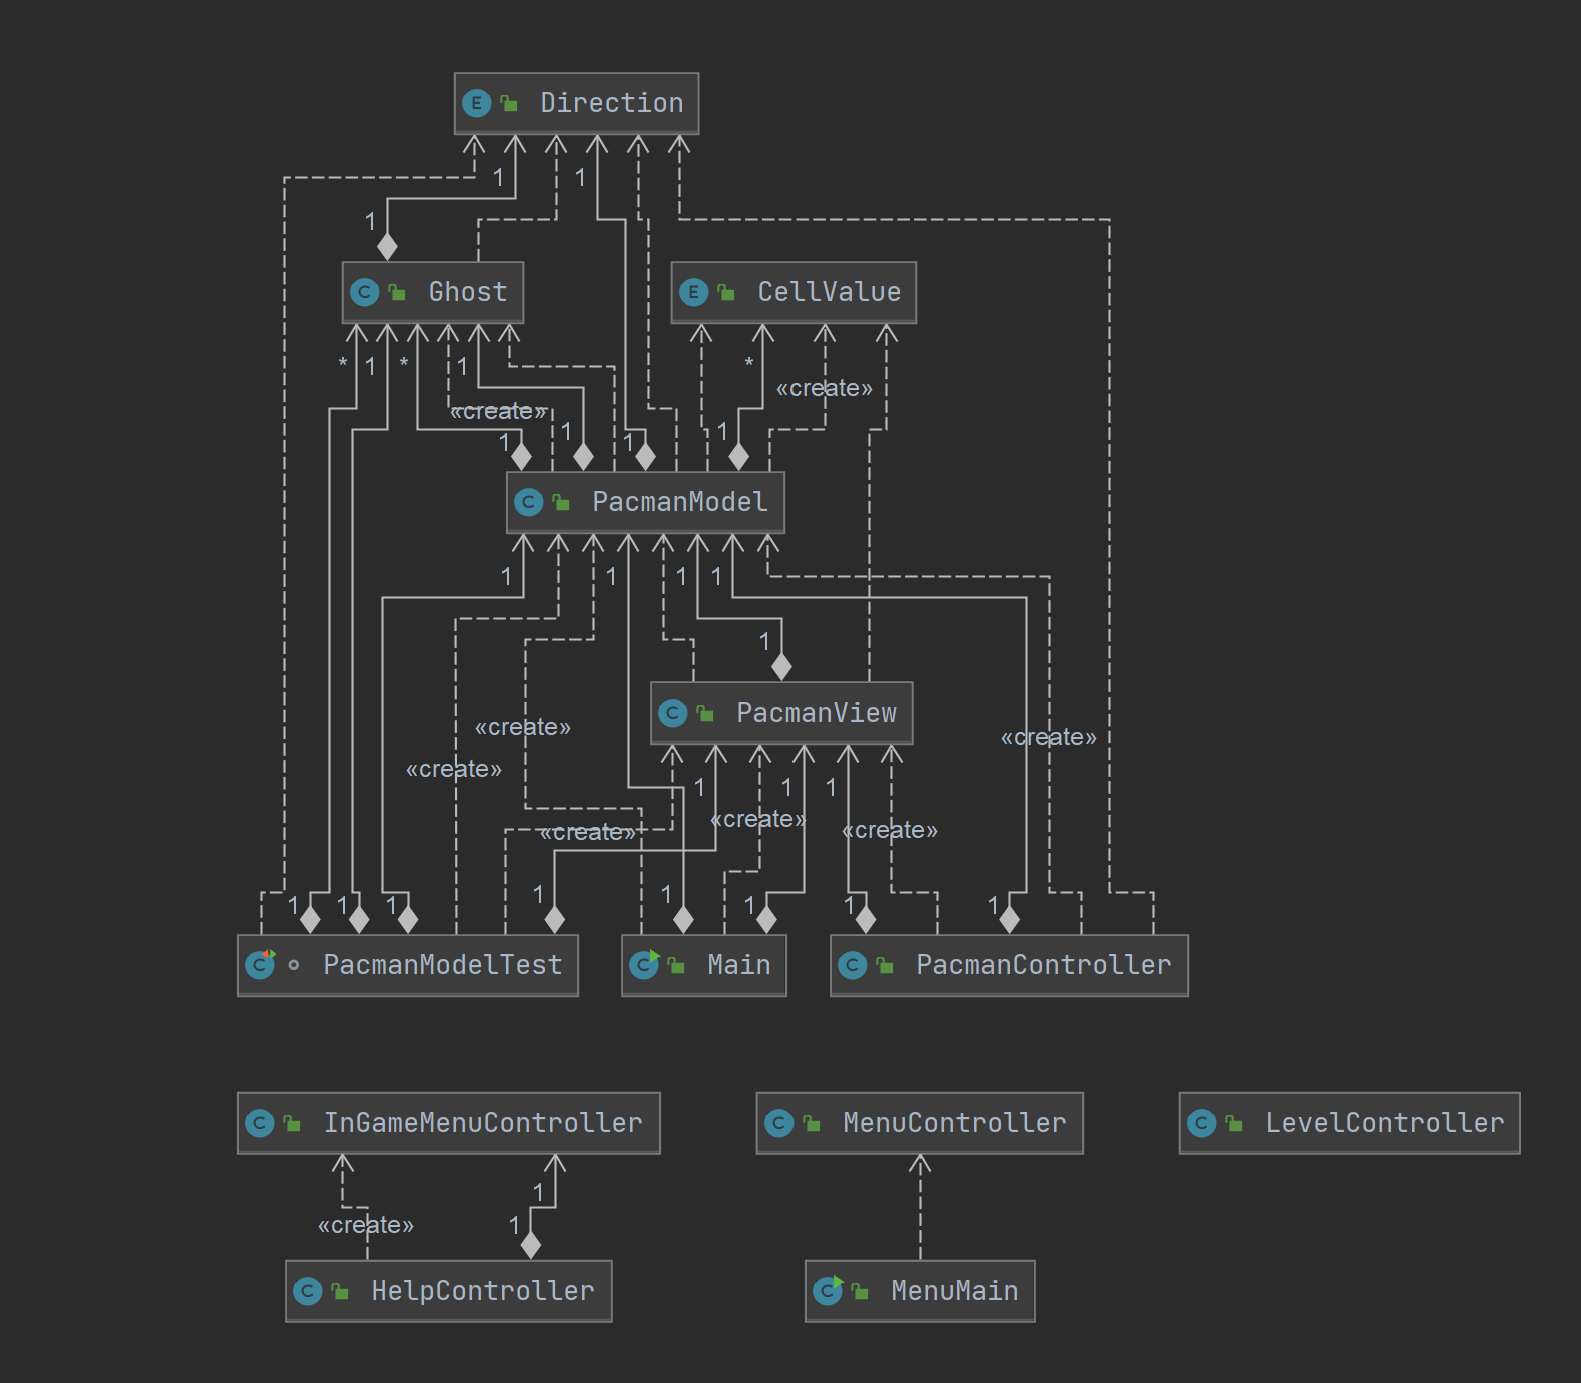 E Direction
1 1
1
C Ghost
E CellValue
* 1 * 1 *
«create»
«create»
1 1 1 1
C PacmanModel
1 1 1 1
1
C PacmanView
«create»
«create»
«create»
1 1 1
«create»
«create»
«create»
1 1 1 1 1 1 1 1
C PacmanModelTest
C Main
C PacmanController
C InGameMenuController
C MenuController
C LevelController
1
«create»
1
C HelpController
C MenuMain